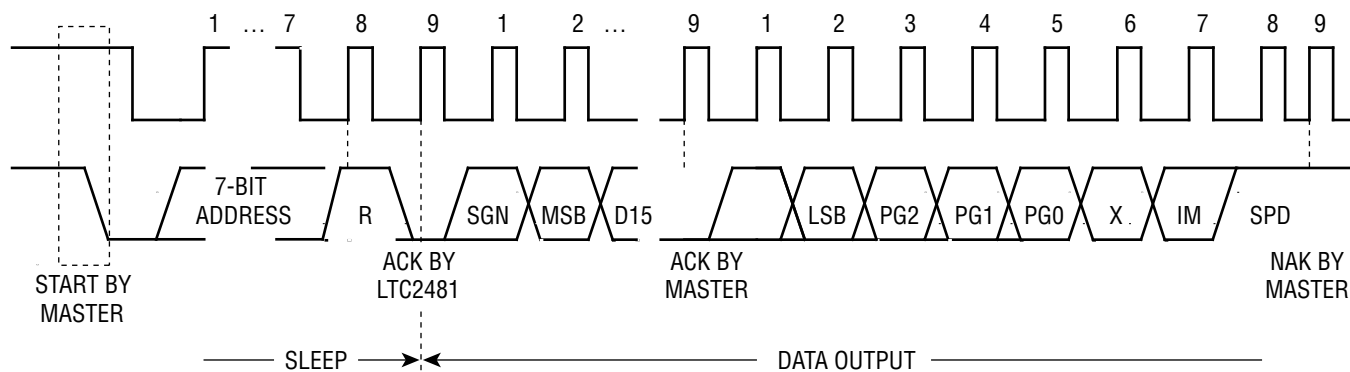 1 ... 7 8 9 1 2 ... 9 1 2 3 4 5 6 7 8 9
7-BIT
ADDRESS
R
SGN
MSB
D15
LSB
PG2
PG1
PG0
X
IM
SPD
START BY
MASTER
ACK BY
LTC2481
ACK BY
MASTER
NAK BY
MASTER
SLEEP
DATA OUTPUT